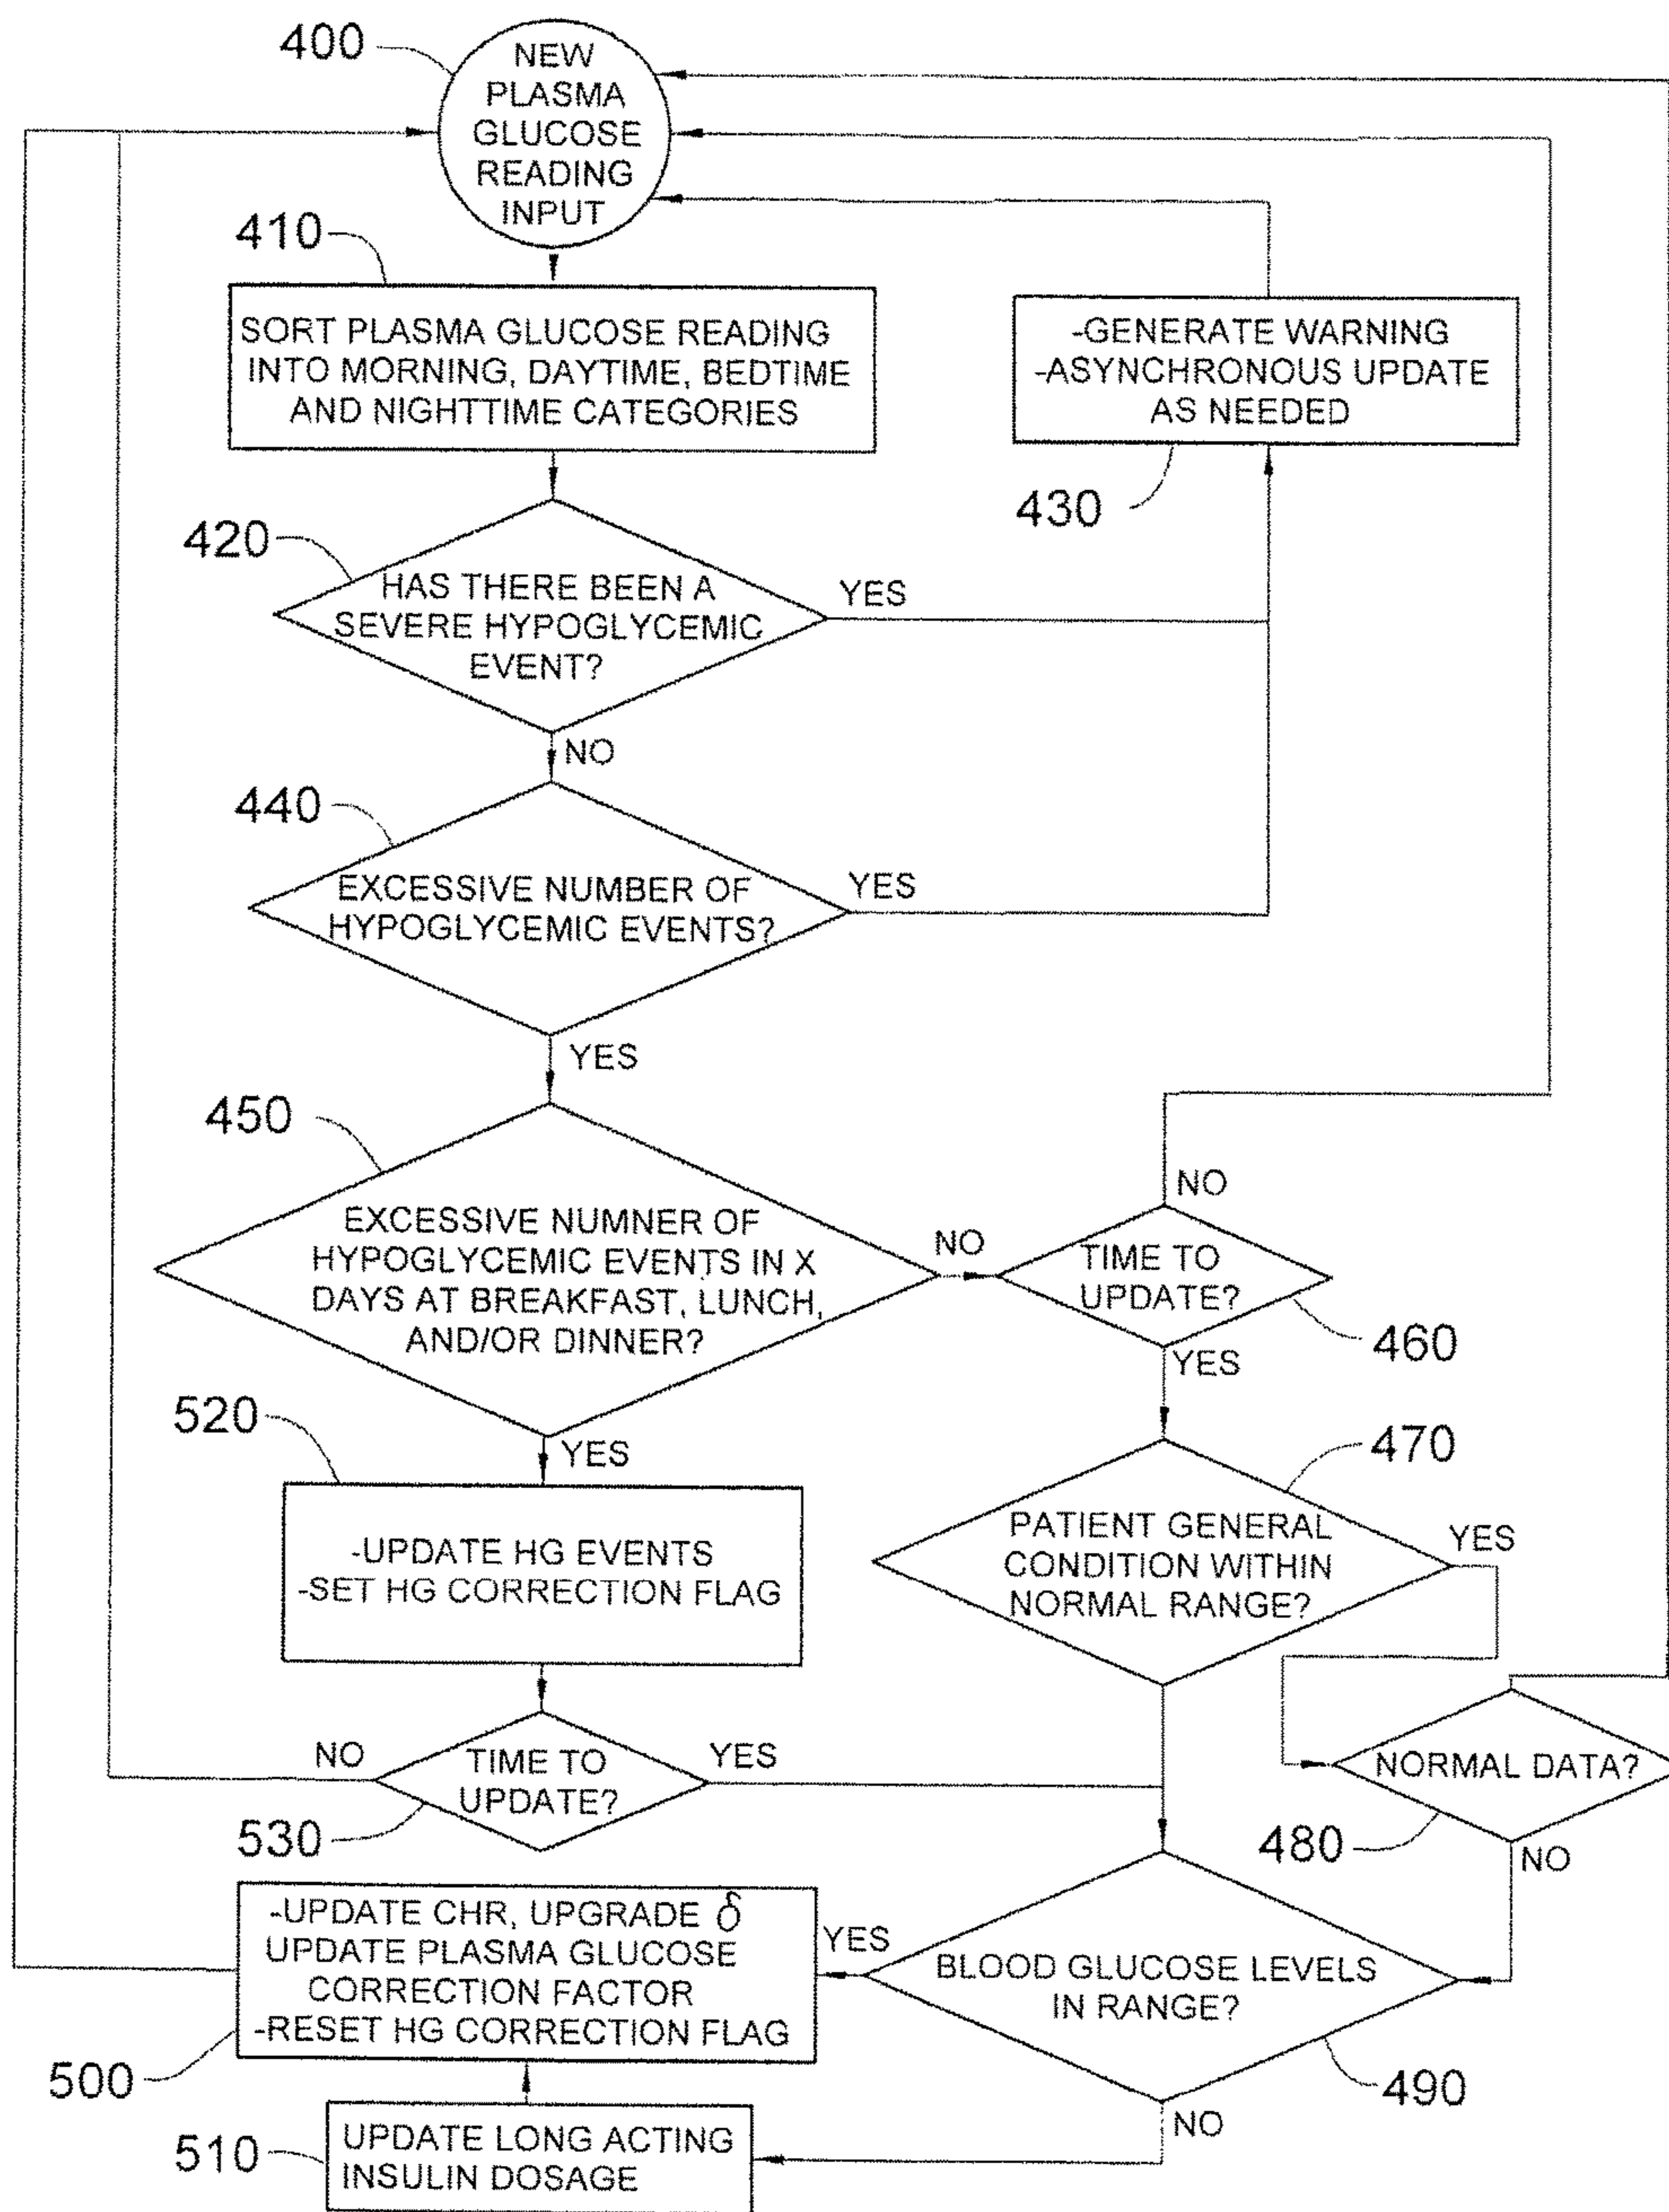 400
NEW
PLASMA
GLUCOSE
READING
INPUT
410
SORT PLASMA GLUCOSE READING
INTO MORNING, DAYTIME, BEDTIME
AND NIGHTTIME CATEGORIES
-GENERATE WARNING
-ASYNCHRONOUS UPDATE
AS NEEDED
430
420
HAS THERE BEEN A
SEVERE HYPOGLYCEMIC
EVENT?
YES
NO
440
EXCESSIVE NUMBER OF
HYPOGLYCEMIC EVENTS?
YES
YES
450
EXCESSIVE NUMNER OF
HYPOGLYCEMIC EVENTS IN X
DAYS AT BREAKFAST, LUNCH,
AND/OR DINNER?
NO
NO
TIME TO
UPDATE?
460
YES
YES
520
-UPDATE HG EVENTS
-SET HG CORRECTION FLAG
470
PATIENT GENERAL
CONDITION WITHIN
NORMAL RANGE?
YES
NO
TIME TO
UPDATE?
YES
530
NORMAL DATA?
480
NO
-UPDATE CHR, UPGRADE δ
UPDATE PLASMA GLUCOSE
CORRECTION FACTOR
-RESET HG CORRECTION FLAG
500
YES
BLOOD GLUCOSE LEVELS
IN RANGE?
490
NO
510
UPDATE LONG ACTING
INSULIN DOSAGE